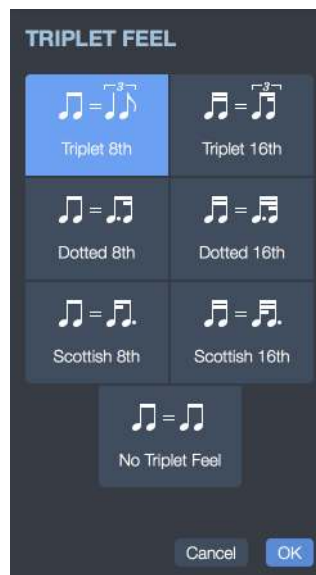 TRIPLET FEEL
3 3
= =
Triplet 8th Triplet 16th
= =
Dotted 8th Dotted 16th
= =
Scottish 8th Scottish 16th
=
No Triplet Feel
Cancel OK